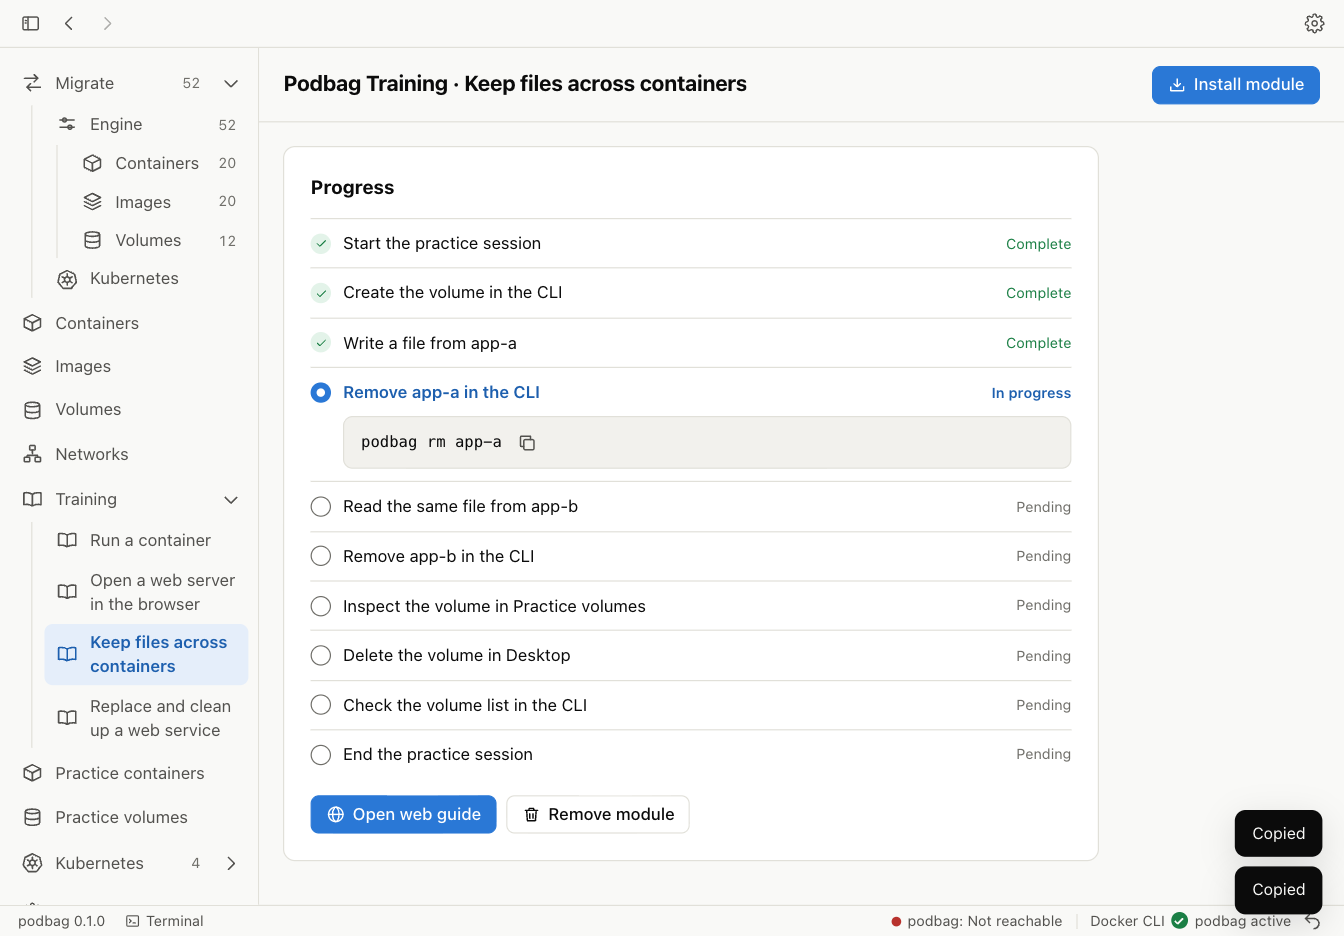 Migrate 52
Engine 52
Containers 20
Images 20
Volumes 12
Kubernetes
Containers
Images
Volumes
Networks
Training
Run a container
Open a web server
in the browser
Keep files across
containers
Replace and clean
up a web service
Practice containers
Practice volumes
Kubernetes 4
Podbag Training · Keep files across containers
Install module
Progress
Start the practice session Complete
Create the volume in the CLI Complete
Write a file from app-a Complete
Remove app-a in the CLI In progress
podbag rm app-a
Read the same file from app-b Pending
Remove app-b in the CLI Pending
Inspect the volume in Practice volumes Pending
Delete the volume in Desktop Pending
Check the volume list in the CLI Pending
End the practice session Pending
Open web guide Remove module
Copied
Copied
podbag 0.1.0 Terminal podbag: Not reachable Docker CLI podbag active